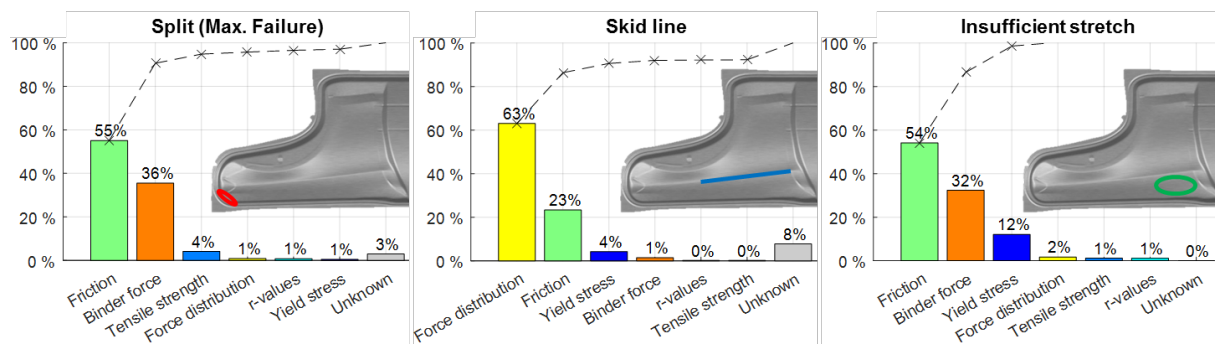 Split (Max. Failure)
100 %
80 %
60 %
40 %
20 %
0 %
55%
36%
4%
1%
1%
1%
3%
Friction
Binder force
Tensile strength
Force distribution
r-values
Yield stress
Unknown
Skid line
100 %
80 %
60 %
40 %
20 %
0 %
63%
23%
4%
1%
0%
0%
8%
Force distribution
Friction
Yield stress
Binder force
r-values
Tensile strength
Unknown
Insufficient stretch
100 %
80 %
60 %
40 %
20 %
0 %
54%
32%
12%
2%
1%
1%
0%
Friction
Binder force
Yield stress
Force distribution
Tensile strength
r-values
Unknown